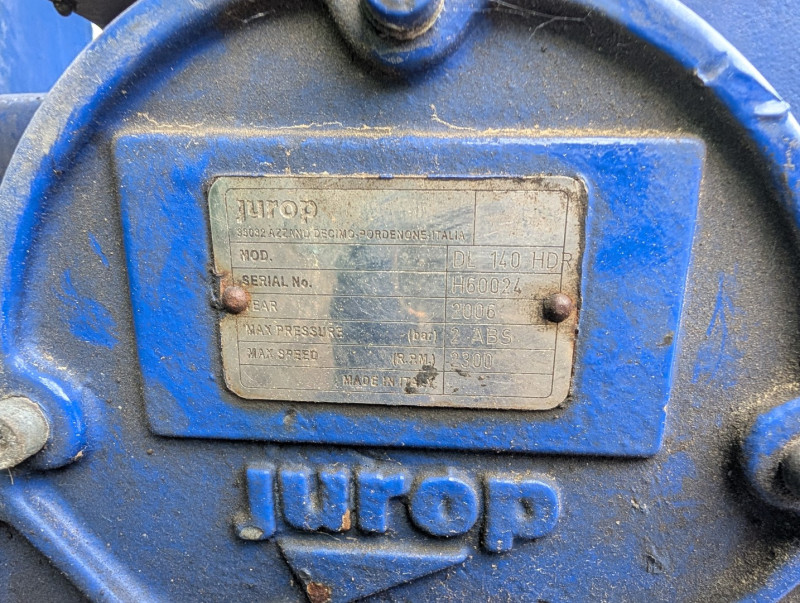 jurop
33082 AZZANO DECIMO-PORDENONE-ITALIA
MOD. DL 140 HDR
SERIAL No. H60024
YEAR 2006
MAX PRESSURE (bar) 2 ABS
MAX SPEED (R.P.M.) 2300
MADE IN ITALY
jurop